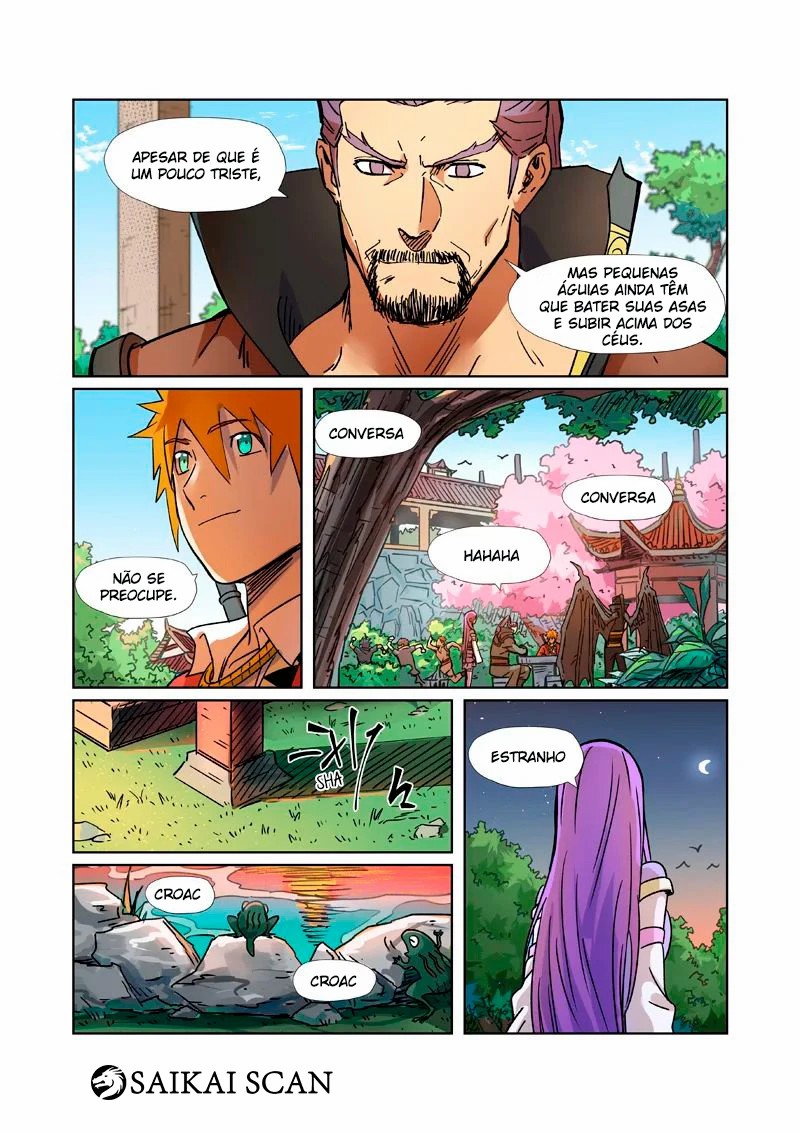 APESAR DE QUE É
UM POUCO TRISTE,
MAS PEQUENAS
ÁGUIAS AINDA TÊM
QUE BATER SUAS ASAS
E SUBIR ACIMA DOS
CÉUS.
NÃO SE
PREOCUPE.
CONVERSA
CONVERSA
HAHAHA
SHA
ESTRANHO
CROAC
CROAC
SAIKAI SCAN